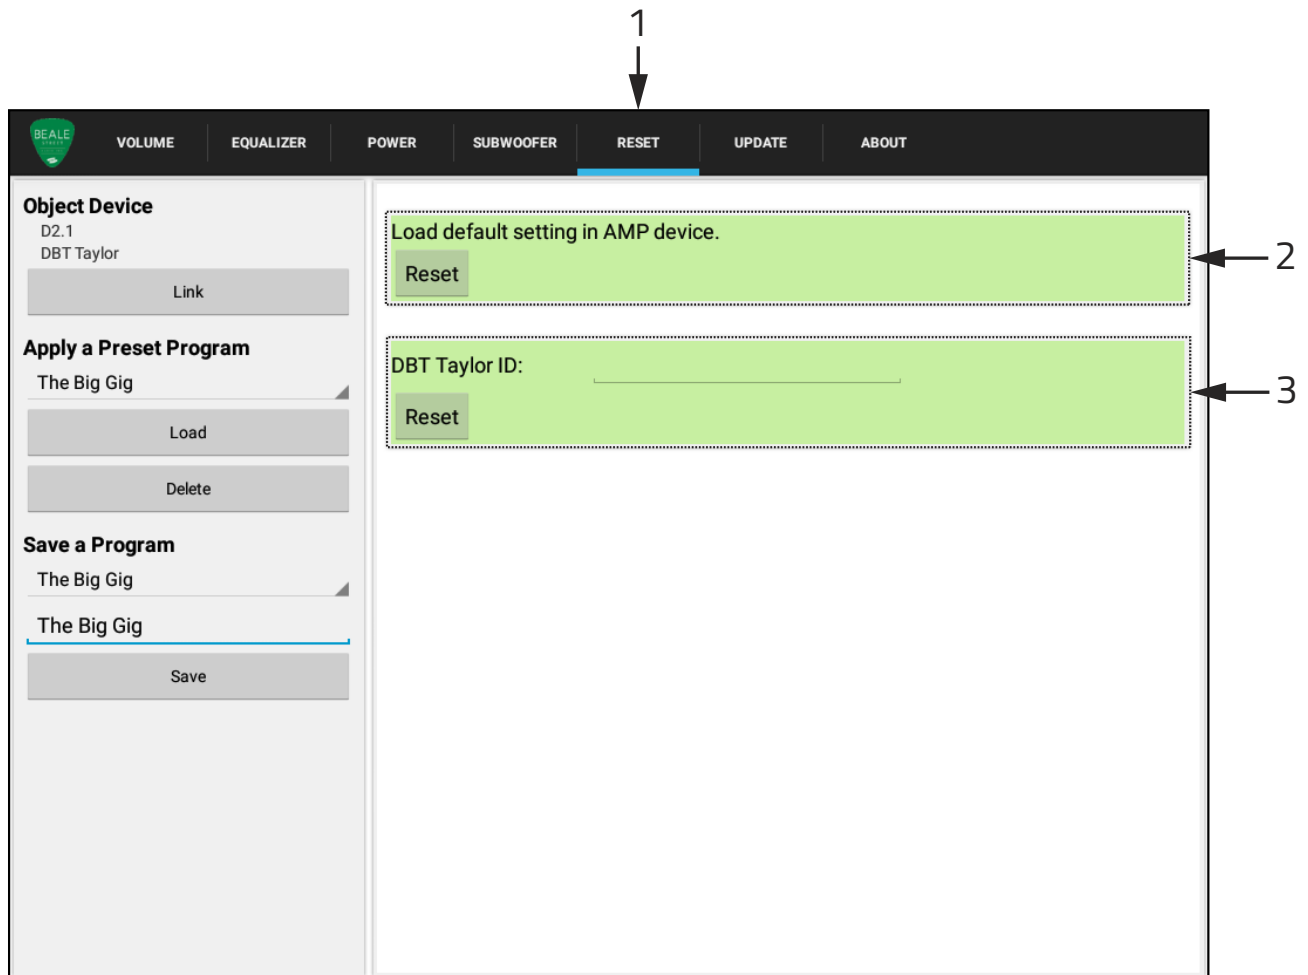 1
BEALE
STREET
VOLUME
EQUALIZER
POWER
SUBWOOFER
RESET
UPDATE
ABOUT
Object Device
D2.1
DBT Taylor
Link
Apply a Preset Program
The Big Gig
Load
Delete
Save a Program
The Big Gig
The Big Gig
Save
Load default setting in AMP device.
Reset
2
DBT Taylor ID:
Reset
3